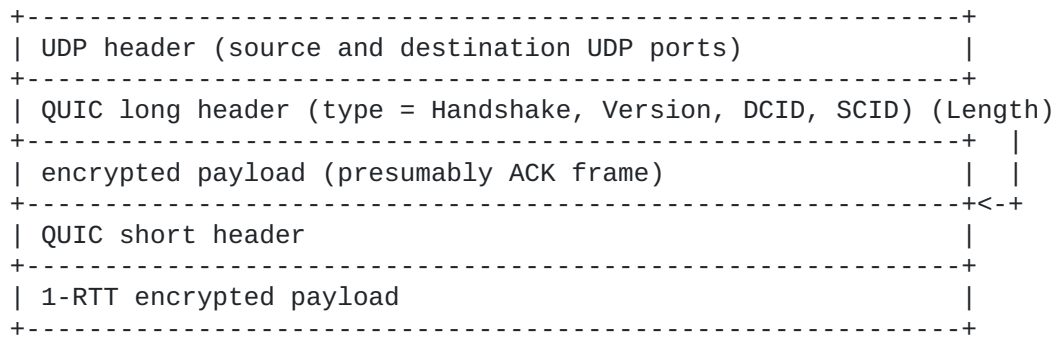 +------------------------------------------------------------+
| UDP header (source and destination UDP ports)              |
+------------------------------------------------------------+
| QUIC long header (type = Handshake, Version, DCID, SCID) (Length)
+------------------------------------------------------------+  |
| encrypted payload (presumably ACK frame)                   |  |
+------------------------------------------------------------+<-+
| QUIC short header                                          |
+------------------------------------------------------------+
| 1-RTT encrypted payload                                    |
+------------------------------------------------------------+